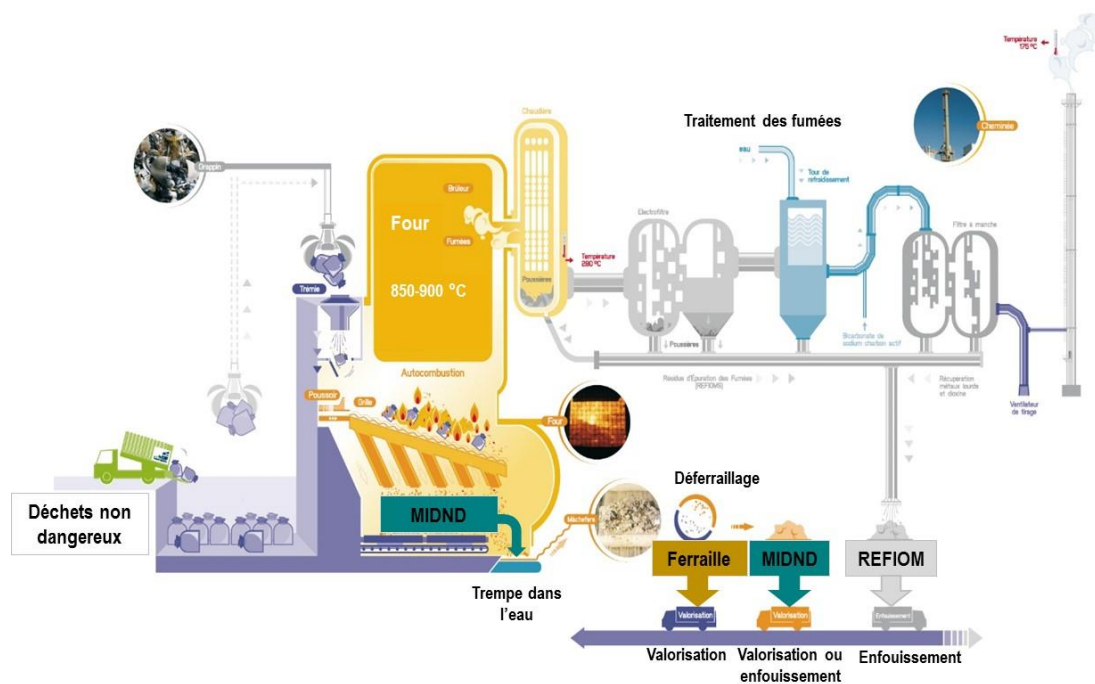 Température
175 °C
Cheminée
Traitement des fumées
eau
Tour de
refroidissement
Chaudière
Grappin
Brûleur
Four
Fumées
Electrofiltre
Filtre à manche
Température
280 °C
850-900 °C
Poussières
Tremie
Poussières
Bicarbonate de
sodium charbon actif
Autocombustion
Résidus d'Epuration des Fumées
(REFIOMS)
Récupération
métaux lourds
et dioxine
Ventilateur
de tirage
Poussoir
Grille
Four
Déchets non
dangereux
MIDND
Mâchefers
Déferraillage
Ferraille
MIDND
REFIOM
Trempe dans
l'eau
Valorisation
Valorisation
Enfouissement
Valorisation
Valorisation ou
enfouissement
Enfouissement